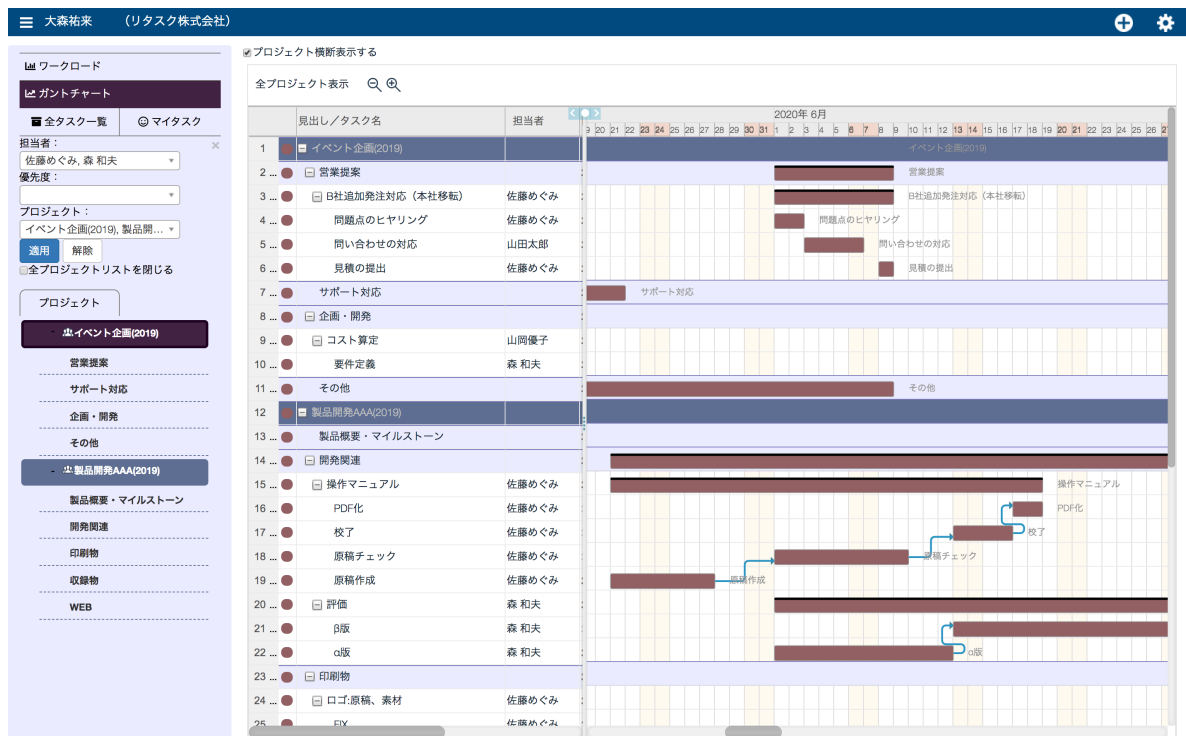 大森祐来 （リタスク株式会社）
プロジェクト横断表示する
ワークロード
ガントチャート
全タスク一覧 マイタスク
担当者：
佐藤めぐみ, 森 和夫
優先度：
プロジェクト：
イベント企画(2019), 製品開...
適用 解除
全プロジェクトリストを閉じる
プロジェクト
- イベント企画(2019)
営業提案
サポート対応
企画・開発
その他
- 製品開発AAA(2019)
製品概要・マイルストーン
開発関連
印刷物
収録物
WEB
全プロジェクト表示
見出し／タスク名 担当者
2020年 6月
20 21 22 23 24 25 26 27 28 29 30 31 1 2 3 4 5 6 7 8 9 10 11 12 13 14 15 16 17 18 19 20 21 22 23 24 25 26
1 イベント企画(2019) イベント企画(2019)
2 ... 営業提案 営業提案
3 ... B社追加発注対応（本社移転） 佐藤めぐみ B社追加発注対応（本社移転）
4 ... 問題点のヒヤリング 佐藤めぐみ 問題点のヒヤリング
5 ... 問い合わせの対応 山田太郎 問い合わせの対応
6 ... 見積の提出 佐藤めぐみ 見積の提出
7 ... サポート対応 サポート対応
8 ... 企画・開発
9 ... コスト算定 山岡優子
10 ... 要件定義 森 和夫
11 ... その他 その他
12 製品開発AAA(2019)
13 ... 製品概要・マイルストーン
14 ... 開発関連
15 ... 操作マニュアル 佐藤めぐみ 操作マニュアル
16 ... PDF化 佐藤めぐみ PDF化
17 ... 校了 佐藤めぐみ 校了
18 ... 原稿チェック 佐藤めぐみ 原稿チェック
19 ... 原稿作成 佐藤めぐみ 原稿作成
20 ... 評価 森 和夫
21 ... β版 森 和夫
22 ... α版 森 和夫 α版
23 ... 印刷物
24 ... ロゴ:原稿、素材 佐藤めぐみ
25 ... FIX 佐藤めぐみ